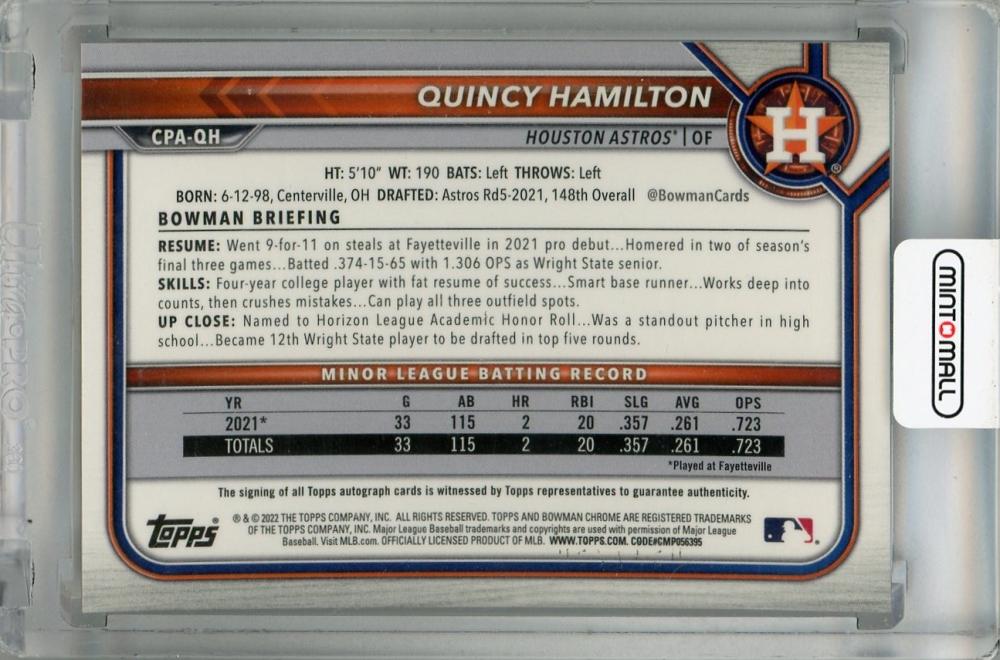 QUINCY HAMILTON
CPA-QH
HOUSTON ASTROS® | OF
H
®
HT: 5'10" WT: 190 BATS: Left THROWS: Left
BORN: 6-12-98, Centerville, OH DRAFTED: Astros Rd5-2021, 148th Overall @BowmanCards
BOWMAN BRIEFING
RESUME: Went 9-for-11 on steals at Fayetteville in 2021 pro debut...Homered in two of season's
final three games...Batted .374-15-65 with 1.306 OPS as Wright State senior.
SKILLS: Four-year college player with fat resume of success...Smart base runner...Works deep into
counts, then crushes mistakes...Can play all three outfield spots.
UP CLOSE: Named to Horizon League Academic Honor Roll...Was a standout pitcher in high
school...Became 12th Wright State player to be drafted in top five rounds.
MINOR LEAGUE BATTING RECORD
YR G AB HR RBI SLG AVG OPS
2021* 33 115 2 20 .357 .261 .723
TOTALS 33 115 2 20 .357 .261 .723
*Played at Fayetteville
The signing of all Topps autograph cards is witnessed by Topps representatives to guarantee authenticity.
Topps®
® & © 2022 THE TOPPS COMPANY, INC. ALL RIGHTS RESERVED. TOPPS AND BOWMAN CHROME ARE REGISTERED TRADEMARKS
OF THE TOPPS COMPANY, INC. Major League Baseball trademarks and copyrights are used with permission of Major League
Baseball. Visit MLB.com. OFFICIALLY LICENSED PRODUCT OF MLB. WWW.TOPPS.COM. CODE#CMP056395
MINT MALL